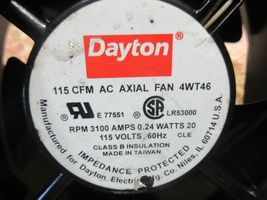 Dayton
115 CFM AC AXIAL FAN 4WT46
E 77551 LR53000
RPM 3100 AMPS 0.24 WATTS 20
115 VOLTS, 60Hz CLE
CLASS B INSULATION
MADE IN TAIWAN
IMPEDANCE PROTECTED
Manufactured for Dayton Electric Mfg. Co. Niles, IL 60714 U.S.A.